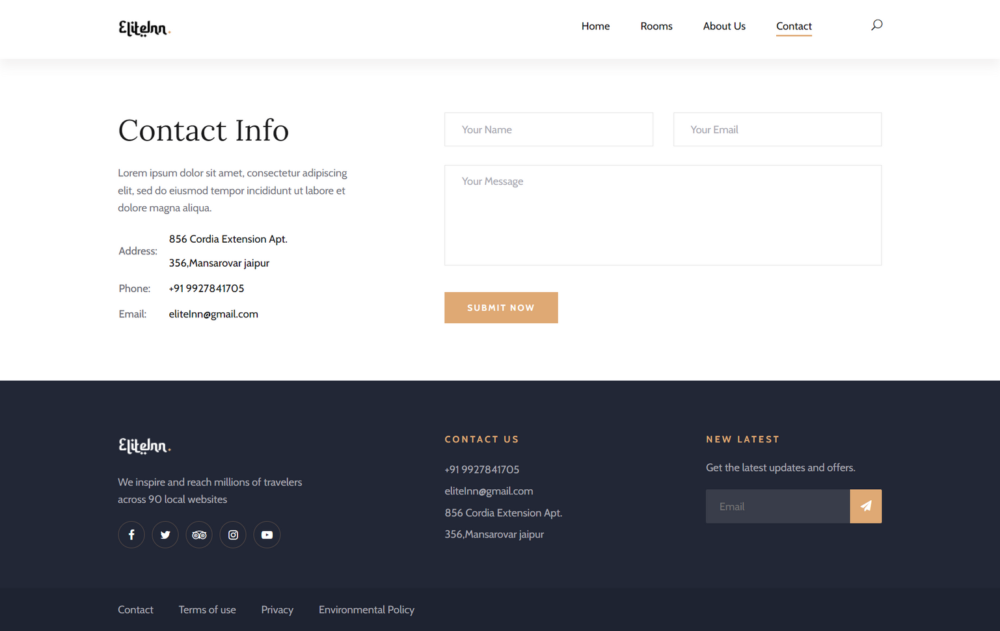 EliteInn.
Home Rooms About Us Contact
Contact Info
Your Name
Your Email
Lorem ipsum dolor sit amet, consectetur adipiscing
elit, sed do eiusmod tempor incididunt ut labore et
dolore magna aliqua.
Your Message
Address:
856 Cordia Extension Apt.
356,Mansarovar jaipur
Phone: +91 9927841705
Email: eliteInn@gmail.com
SUBMIT NOW
EliteInn.
We inspire and reach millions of travelers
across 90 local websites
CONTACT US
+91 9927841705
eliteInn@gmail.com
856 Cordia Extension Apt.
356,Mansarovar jaipur
NEW LATEST
Get the latest updates and offers.
Email
Contact Terms of use Privacy Environmental Policy